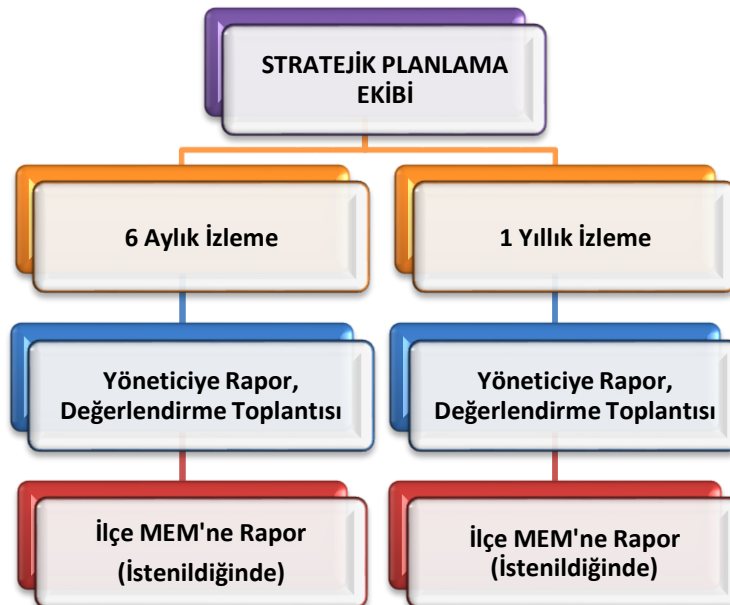 STRATEJİK PLANLAMA
EKİBİ
6 Aylık İzleme
1 Yıllık İzleme
Yöneticiye Rapor,
Değerlendirme Toplantısı
Yöneticiye Rapor,
Değerlendirme Toplantısı
İlçe MEM'ne Rapor
(İstenildiğinde)
İlçe MEM'ne Rapor
(İstenildiğinde)